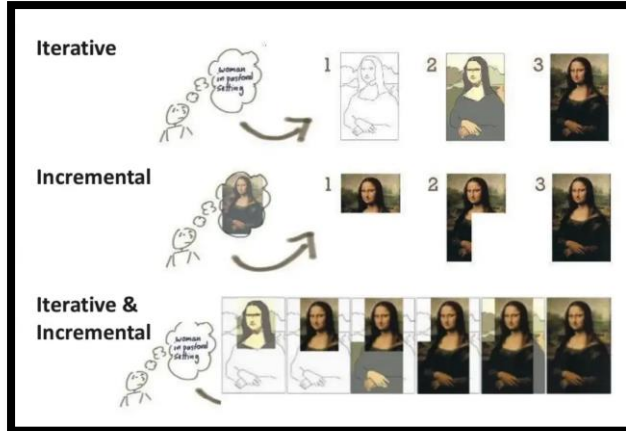 Iterative
woman
in pastoral
setting
1
2
3
Incremental
1
2
3
Iterative &
Incremental
woman
in pastoral
setting